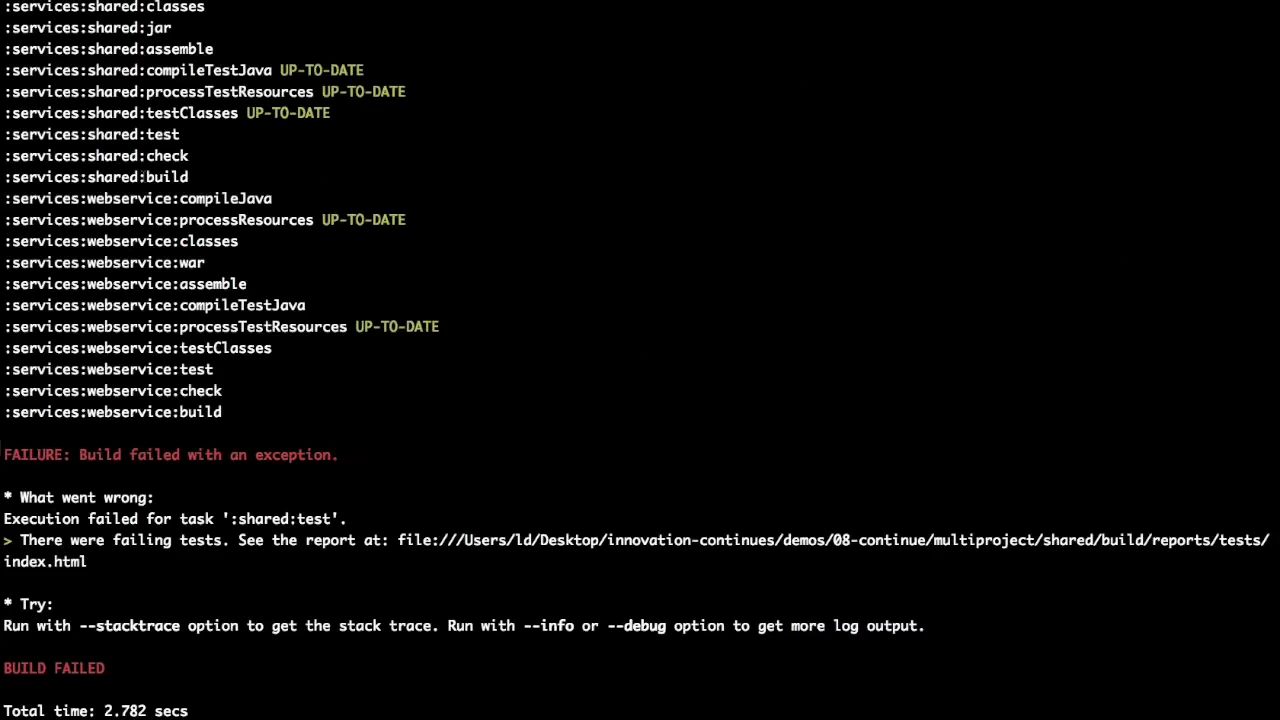 :services:shared:classes
:services:shared:jar
:services:shared:assemble
:services:shared:compileTestJava UP-TO-DATE
:services:shared:processTestResources UP-TO-DATE
:services:shared:testClasses UP-TO-DATE
:services:shared:test
:services:shared:check
:services:shared:build
:services:webservice:compileJava
:services:webservice:processResources UP-TO-DATE
:services:webservice:classes
:services:webservice:war
:services:webservice:assemble
:services:webservice:compileTestJava
:services:webservice:processTestResources UP-TO-DATE
:services:webservice:testClasses
:services:webservice:test
:services:webservice:check
:services:webservice:build
FAILURE: Build failed with an exception.
* What went wrong:
Execution failed for task ':shared:test'.
> There were failing tests. See the report at: file:///Users/ld/Desktop/innovation-continues/demos/08-continue/multiproject/shared/build/reports/tests/
index.html
* Try:
Run with --stacktrace option to get the stack trace. Run with --info or --debug option to get more log output.
BUILD FAILED
Total time: 2.782 secs